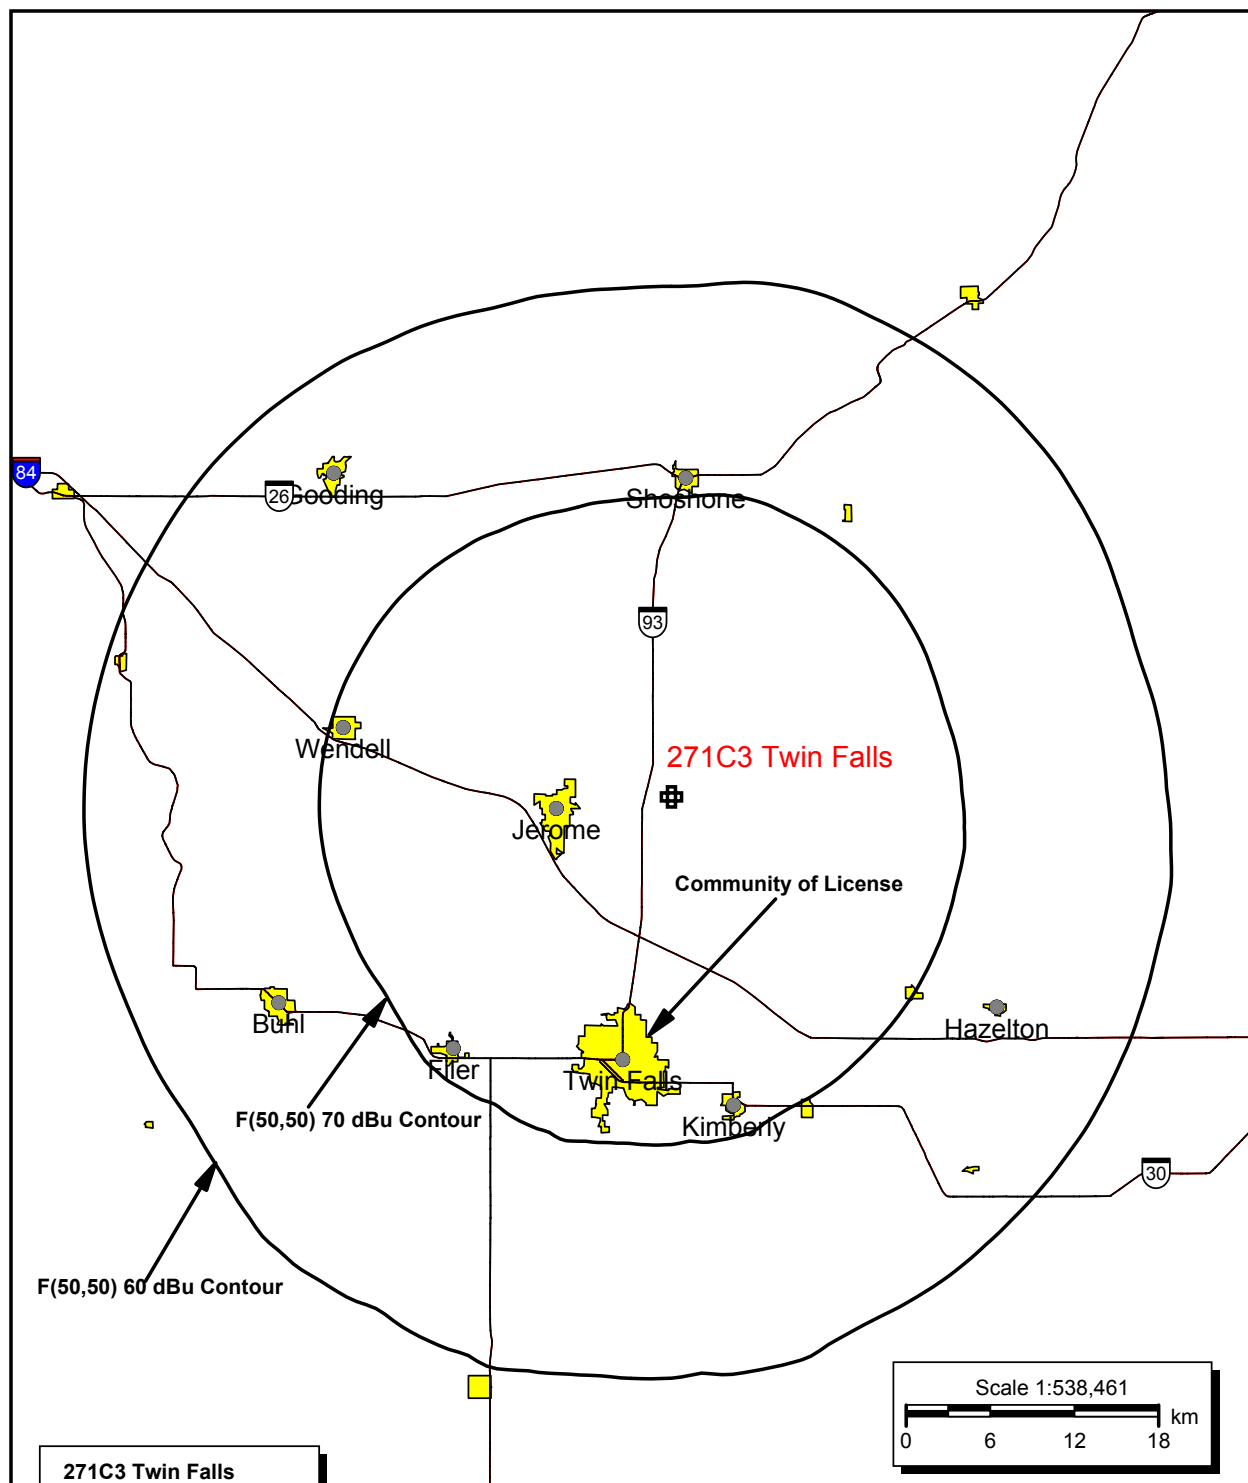 84
26
Gooding
Shoshone
93
Wendell
271C3 Twin Falls
Jerome
Community of License
Buhl
Hazelton
Filer
Twin Falls
F(50,50) 70 dBu Contour
Kimberly
30
F(50,50) 60 dBu Contour
Scale 1:538,461
km
0 6 12 18
271C3 Twin Falls